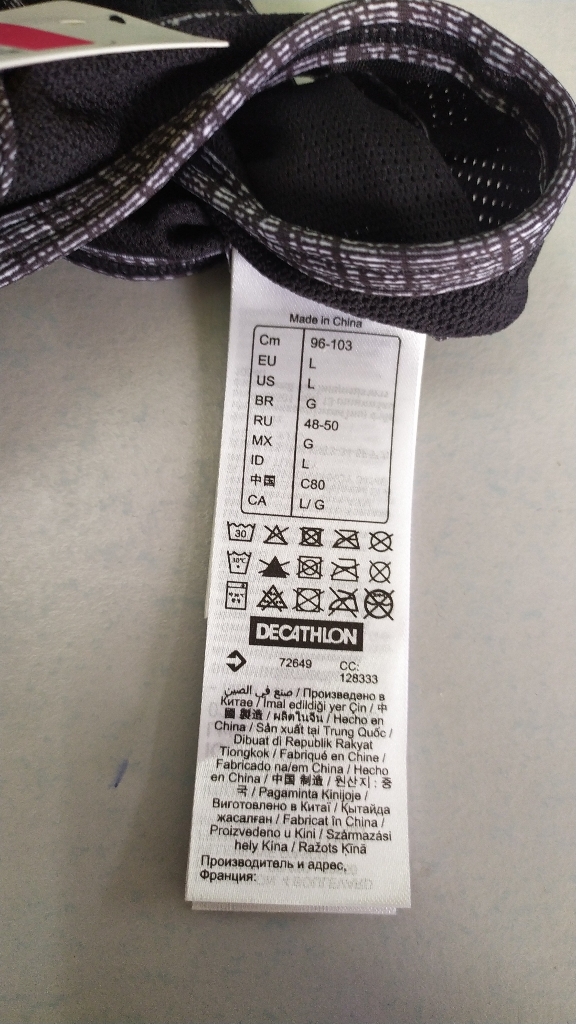 Made in China
Cm 96-103
EU L
US L
BR G
RU 48-50
MX G
ID L
中国 C80
CA L/ G
30
30°C
DECATHLON
72649 CC:
128333
صنع في الصين / Произведено в
Китае / İmal edildiği yer Çin / 中
國 製造 / ผลิตในจีน / Hecho en
China / Sản xuất tại Trung Quốc /
Dibuat di Republik Rakyat
Tiongkok / Fabriqué en Chine /
Fabricado na/em China / Hecho
en China / 中国 制造 / 원산지 : 중
국 / Pagaminta Kinijoje /
Виготовлено в Китаї / Қытайда
жасалған / Fabricat în China /
Proizvedeno u Kini / Származási
hely Kína / Ražots Ķīnā
Производитель и адрес,
Франция: